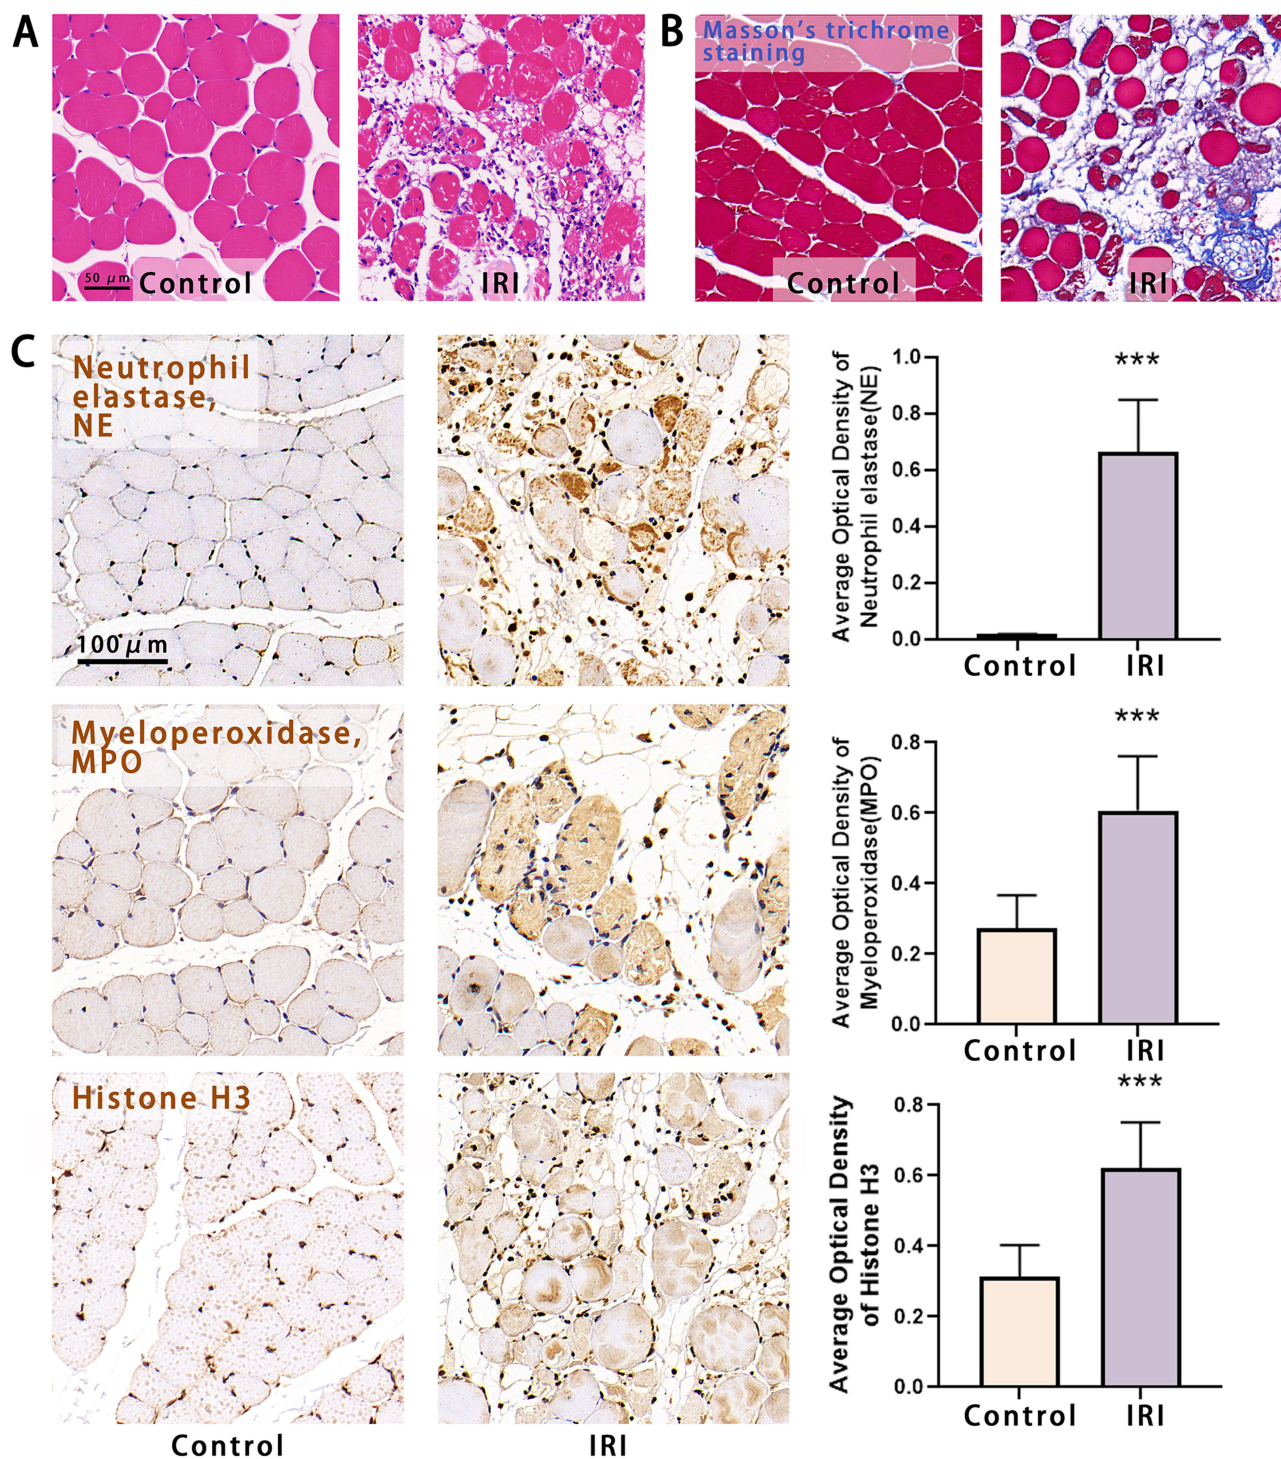 A
50 μm
Control
IRI
B
Masson's trichrome
staining
Control
IRI
C
Neutrophil
elastase,
NE
100 μm
Average Optical Density of
Neutrophil elastase(NE)
1.0
0.8
0.6
0.4
0.2
0.0
***
Control
IRI
Myeloperoxidase,
MPO
Average Optical Density of
Myeloperoxidase(MPO)
0.8
0.6
0.4
0.2
0.0
***
Control
IRI
Histone H3
Average Optical Density
of Histone H3
0.8
0.6
0.4
0.2
0.0
***
Control
IRI
Control
IRI